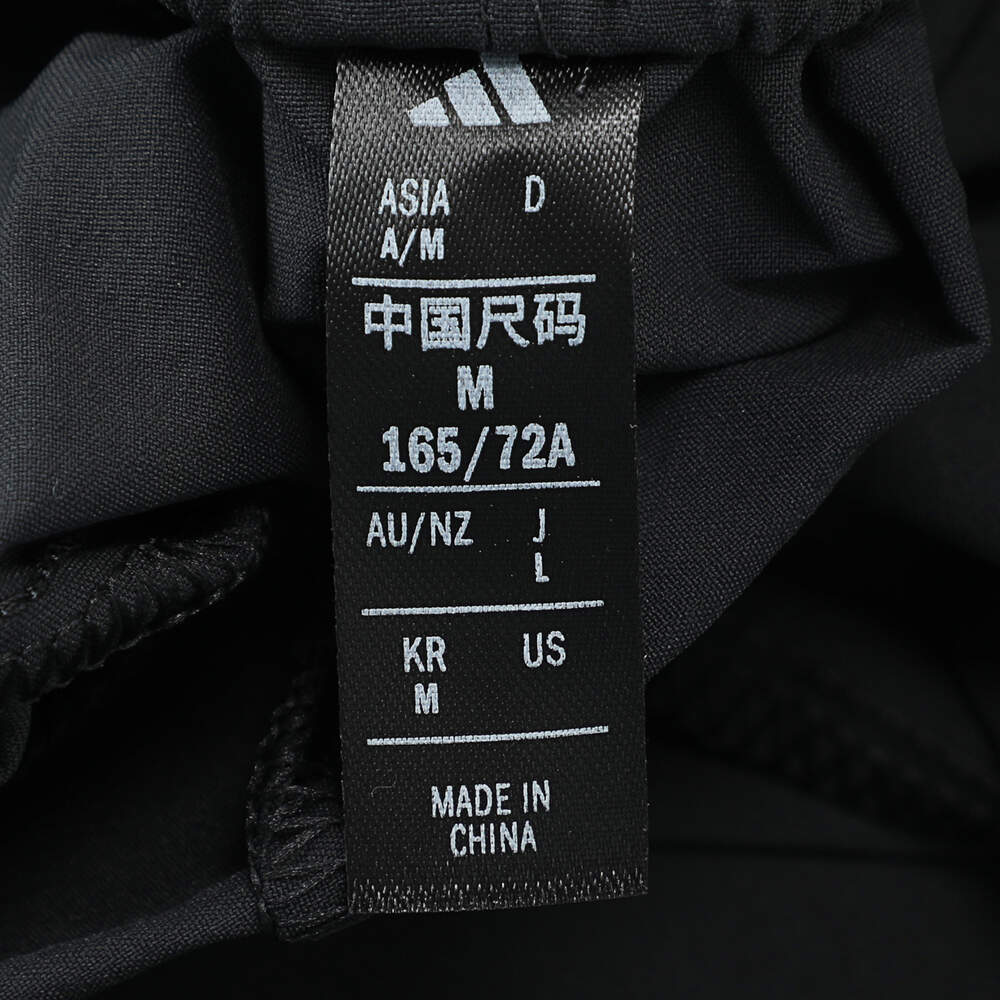 ASIA D
A/M
中国尺码
M
165/72A
AU/NZ J
L
KR US
M
MADE IN
CHINA